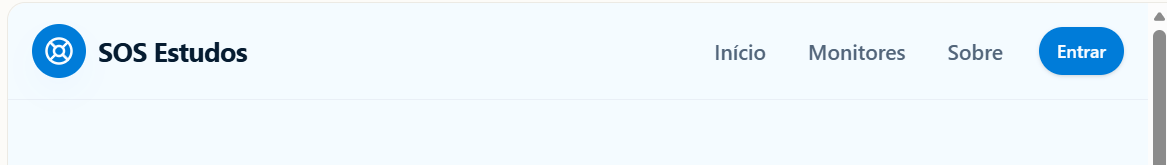 SOS Estudos
Início Monitores Sobre Entrar